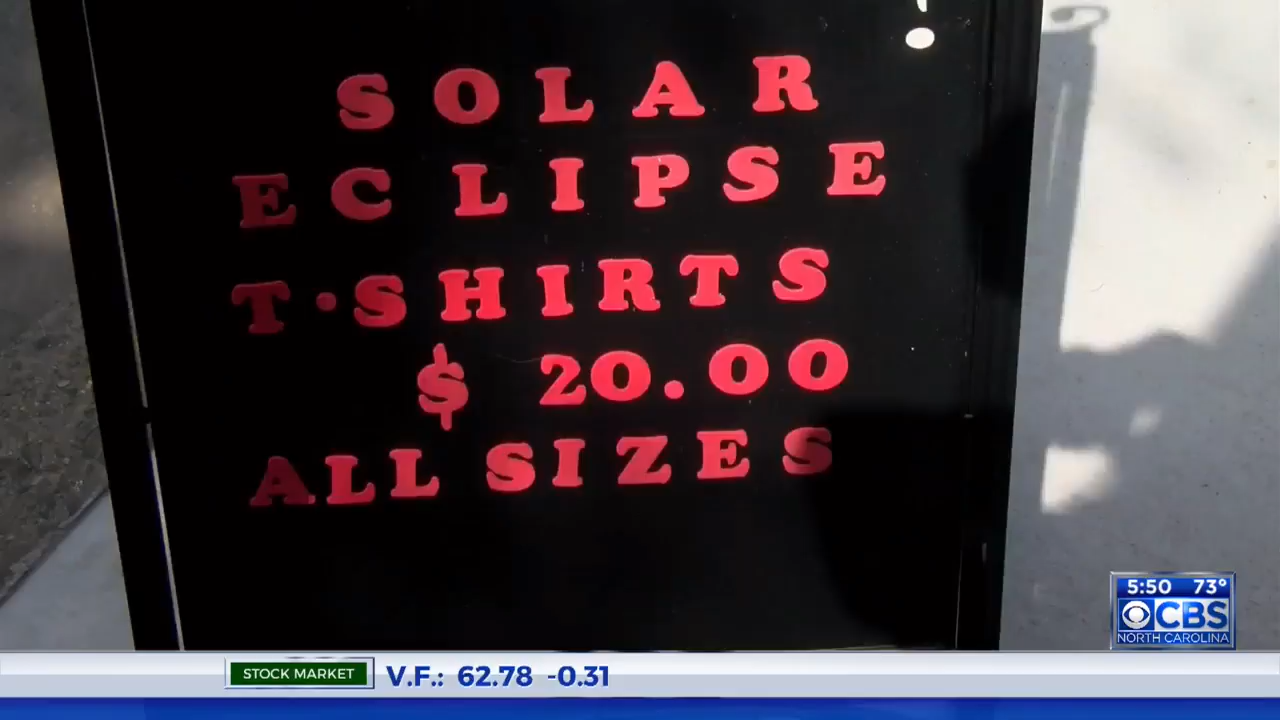 !
SOLAR
ECLIPSE
T·SHIRTS
$ 20.00
ALL SIZES
5:50 73°
CBS
NORTH CAROLINA
STOCK MARKET V.F.: 62.78 -0.31